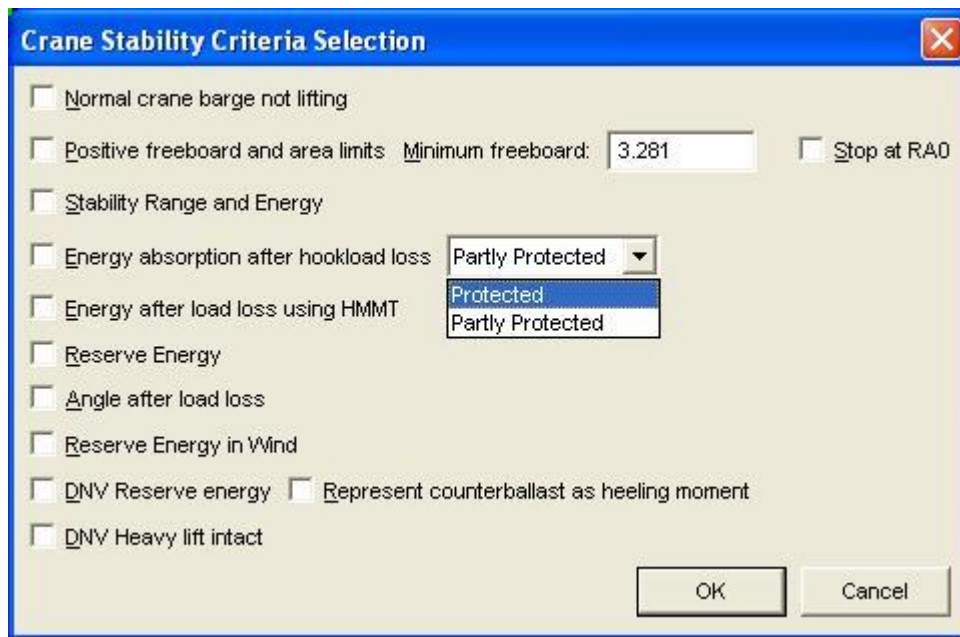 Crane Stability Criteria Selection
Normal crane barge not lifting
Positive freeboard and area limits Minimum freeboard: 3.281 Stop at RA0
Stability Range and Energy
Energy absorption after hookload loss Partly Protected
Protected
Energy after load loss using HMMT
Partly Protected
Reserve Energy
Angle after load loss
Reserve Energy in Wind
DNV Reserve energy Represent counterballast as heeling moment
DNV Heavy lift intact
OK Cancel